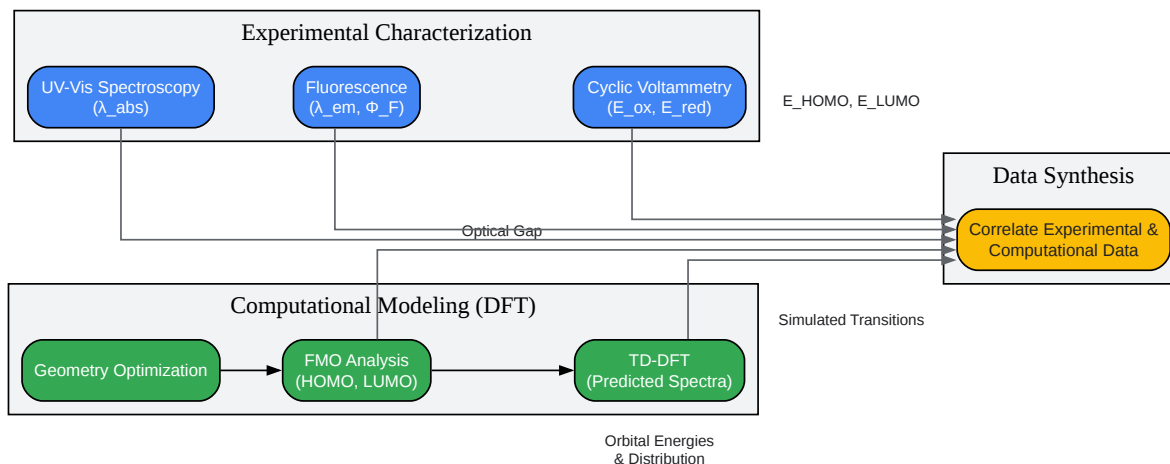 Experimental Characterization
UV-Vis Spectroscopy
(λ_abs)
Fluorescence
(λ_em, Φ_F)
Cyclic Voltammetry
(E_ox, E_red)
E_HOMO, E_LUMO
Data Synthesis
Correlate Experimental &
Computational Data
Optical Gap
Computational Modeling (DFT)
Simulated Transitions
Geometry Optimization
FMO Analysis
(HOMO, LUMO)
TD-DFT
(Predicted Spectra)
Orbital Energies
& Distribution